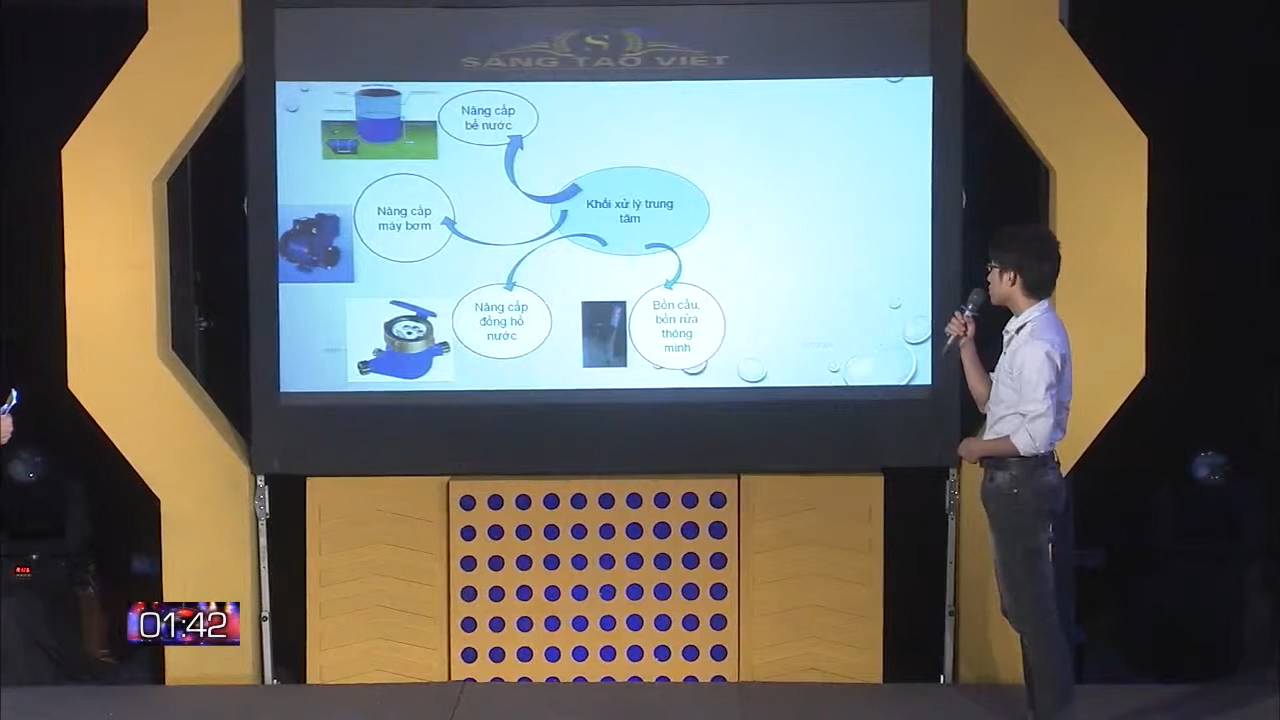 S
SÁNG TẠO VIỆT
Nâng cấp
bể nước
Nâng cấp
máy bơm
Khối xử lý trung
tâm
Nâng cấp
đồng hồ
nước
Bồn cầu,
bồn rửa
thông
minh
01:42